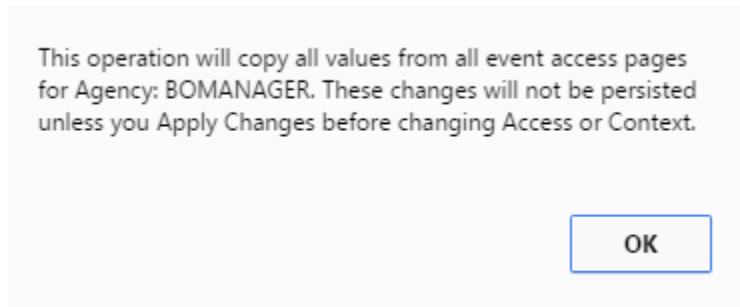 This operation will copy all values from all event access pages
for Agency: BOMANAGER. These changes will not be persisted
unless you Apply Changes before changing Access or Context.
OK